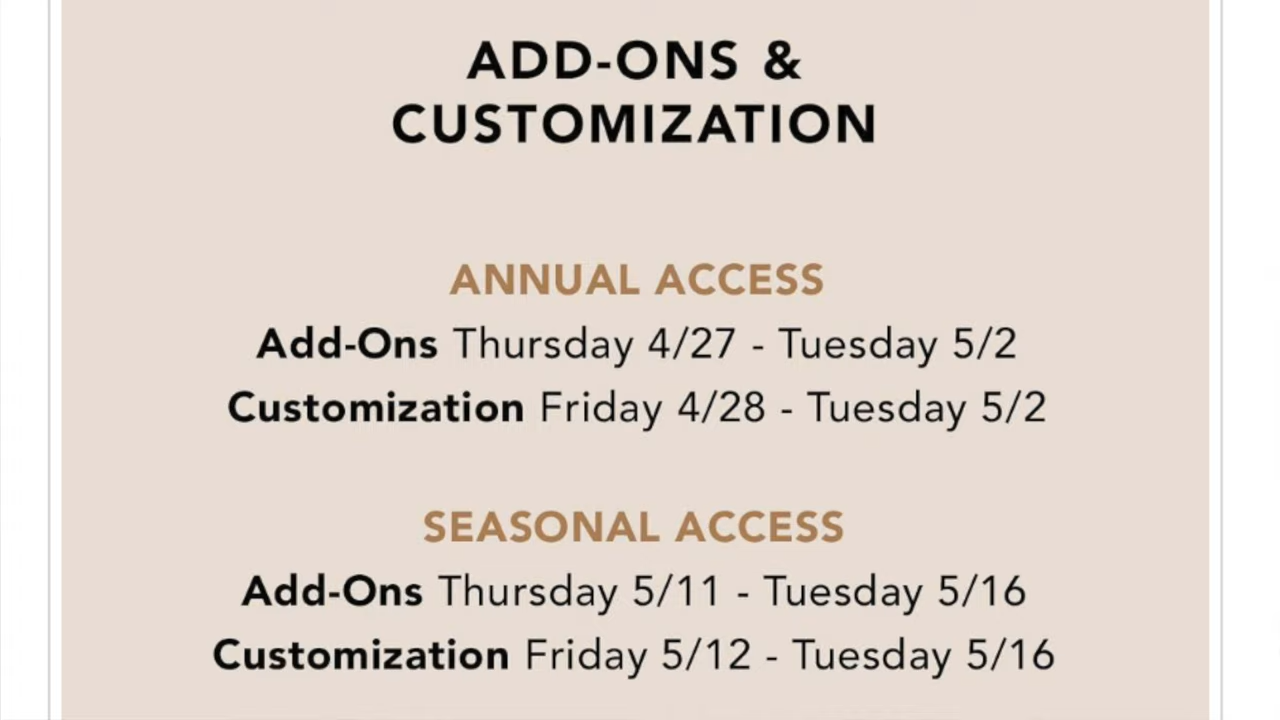 ADD-ONS &
CUSTOMIZATION
ANNUAL ACCESS
Add-Ons Thursday 4/27 - Tuesday 5/2
Customization Friday 4/28 - Tuesday 5/2
SEASONAL ACCESS
Add-Ons Thursday 5/11 - Tuesday 5/16
Customization Friday 5/12 - Tuesday 5/16